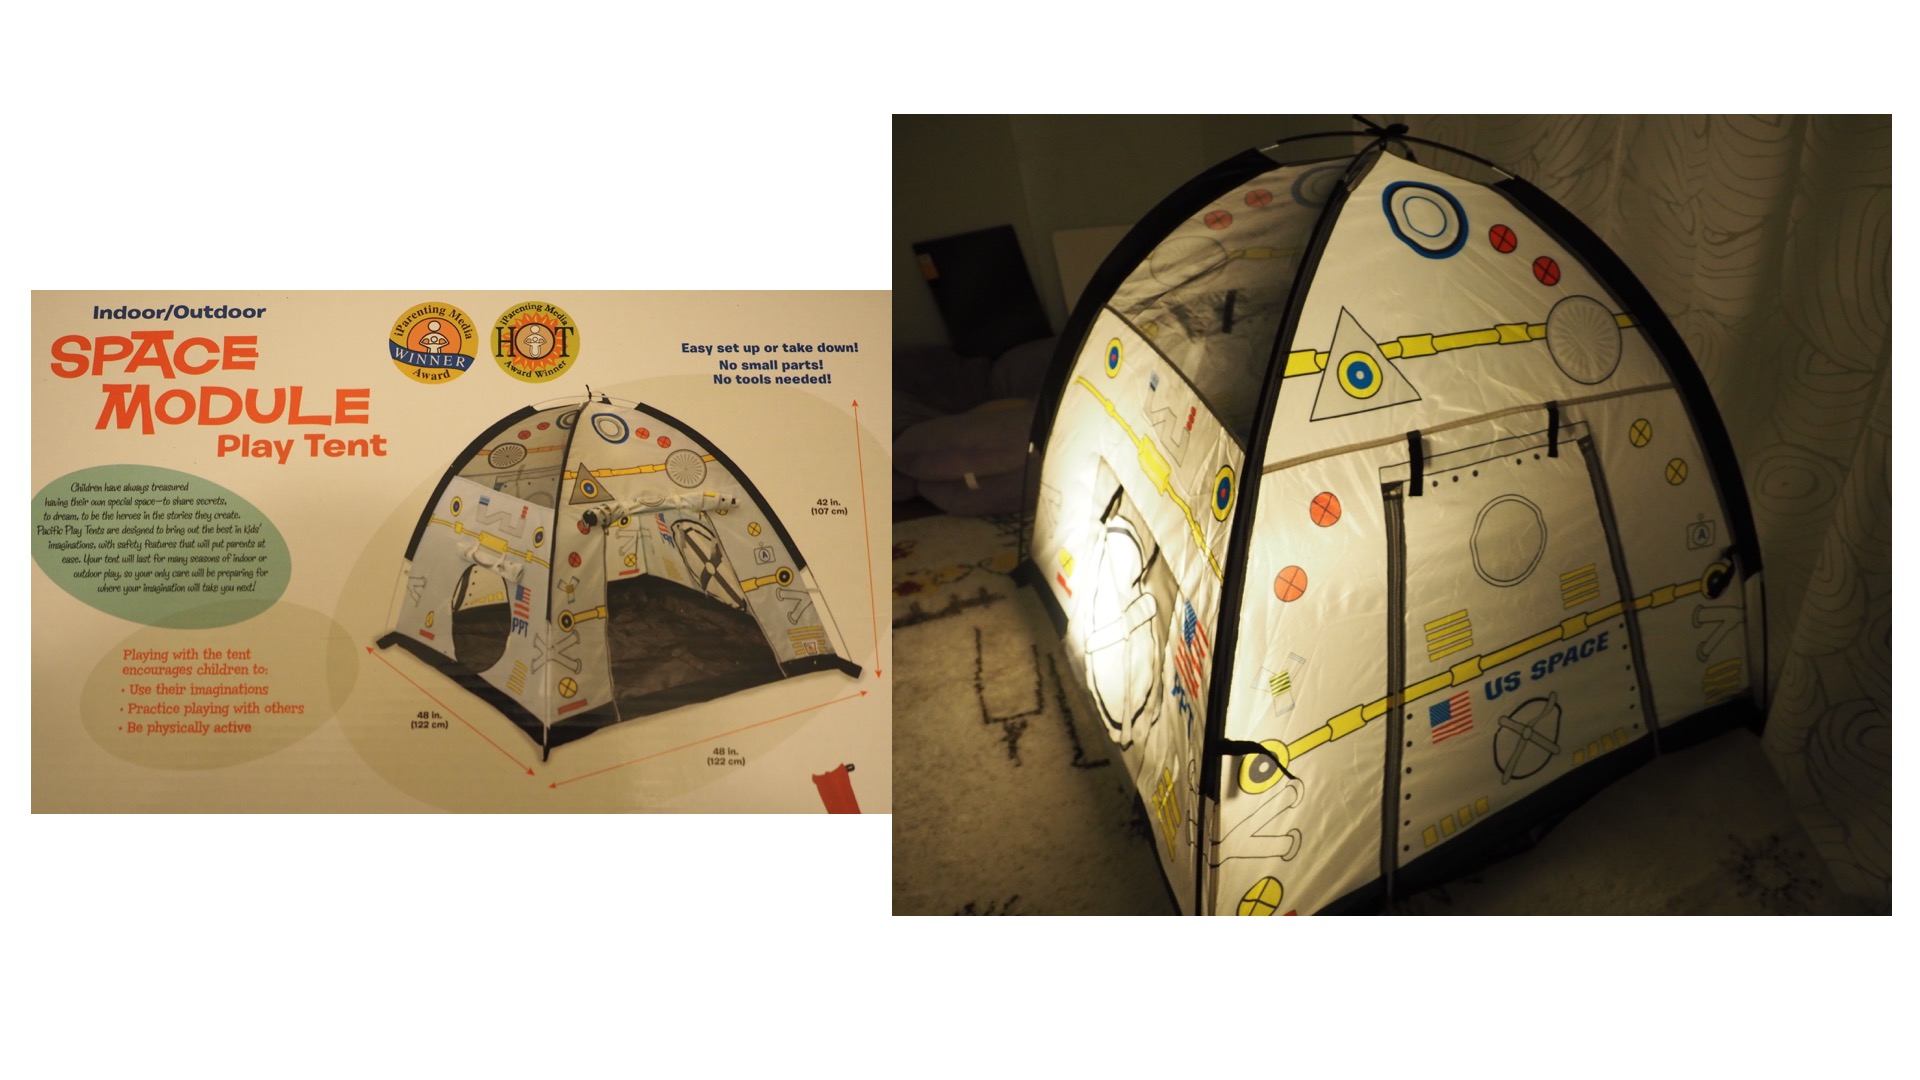 Indoor/Outdoor
SPACE
MODULE
Play Tent
iParenting Media
WINNER
Award
iParenting Media
HOT
Award Winner
Easy set up or take down!
No small parts!
No tools needed!
Children have always treasured
having their own special space—to share secrets,
to dream, to be the heroes in the stories they create.
Pacific Play Tents are designed to bring out the best in kids'
imaginations, with safety features that will put parents at
ease. Your tent will last for many seasons of indoor or
outdoor play, so your only care will be preparing for
where your imagination will take you next!
Playing with the tent
encourages children to:
• Use their imaginations
• Practice playing with others
• Be physically active
42 in.
(107 cm)
48 in.
(122 cm)
48 in.
(122 cm)
PPT
A
US SPACE
A
PPT